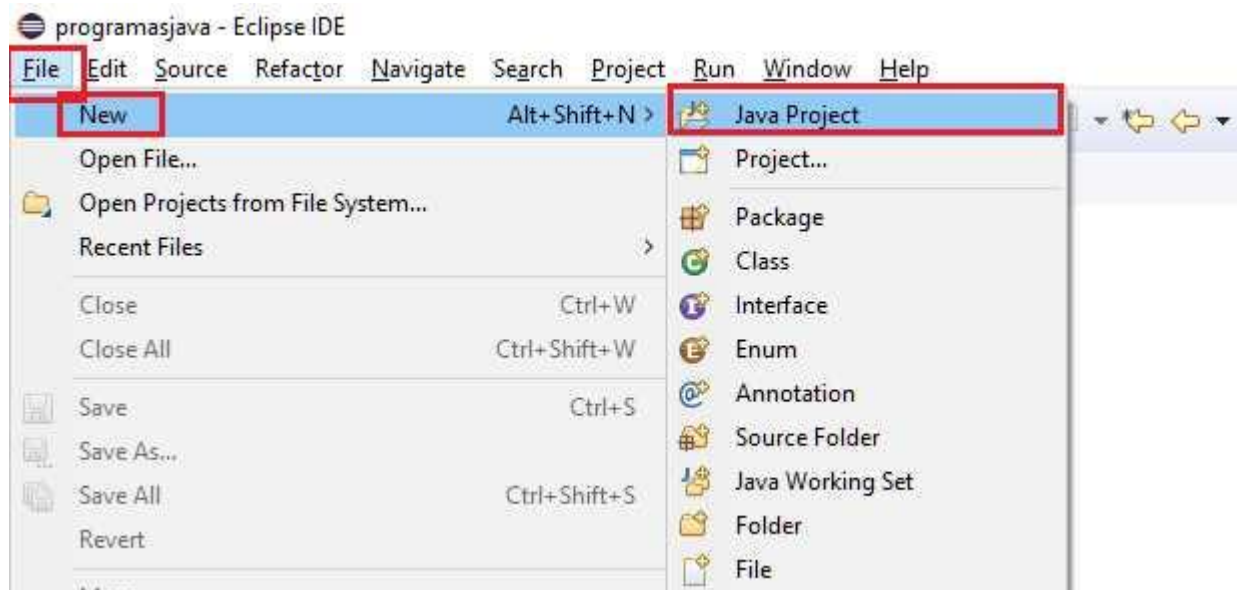 programasjava - Eclipse IDE
File Edit Source Refactor Navigate Search Project Run Window Help
New Alt+Shift+N >
Open File...
Open Projects from File System...
Recent Files >
Close Ctrl+W
Close All Ctrl+Shift+W
Save Ctrl+S
Save As...
Save All Ctrl+Shift+S
Revert
Java Project
Project...
Package
Class
Interface
Enum
Annotation
Source Folder
Java Working Set
Folder
File